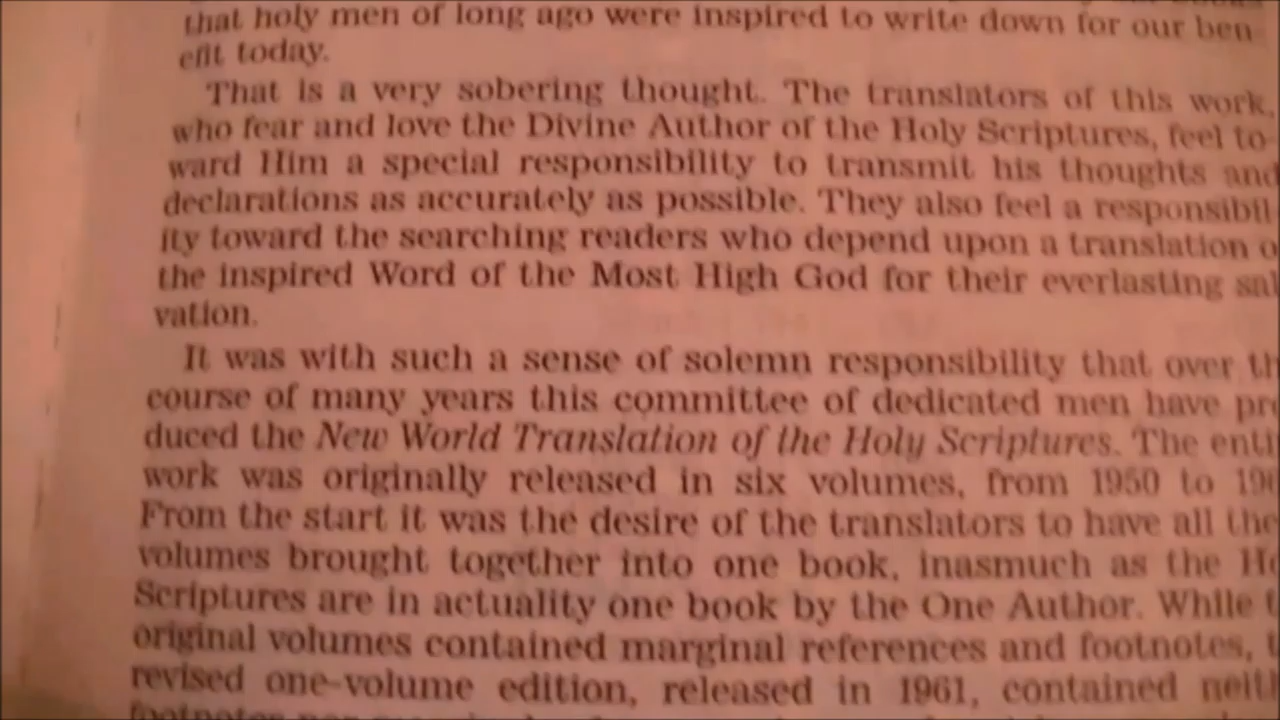 that holy men of long ago were inspired to write down for our ben-
efit today.
That is a very sobering thought. The translators of this work,
who fear and love the Divine Author of the Holy Scriptures, feel to-
ward Him a special responsibility to transmit his thoughts and
declarations as accurately as possible. They also feel a responsibil-
ity toward the searching readers who depend upon a translation o
the inspired Word of the Most High God for their everlasting sal
vation.
It was with such a sense of solemn responsibility that over th
course of many years this committee of dedicated men have pro
duced the New World Translation of the Holy Scriptures. The enti
work was originally released in six volumes, from 1950 to 196
From the start it was the desire of the translators to have all the
volumes brought together into one book, inasmuch as the Ho
Scriptures are in actuality one book by the One Author. While t
original volumes contained marginal references and footnotes, t
revised one-volume edition, released in 1961, contained neith
footnotes nor